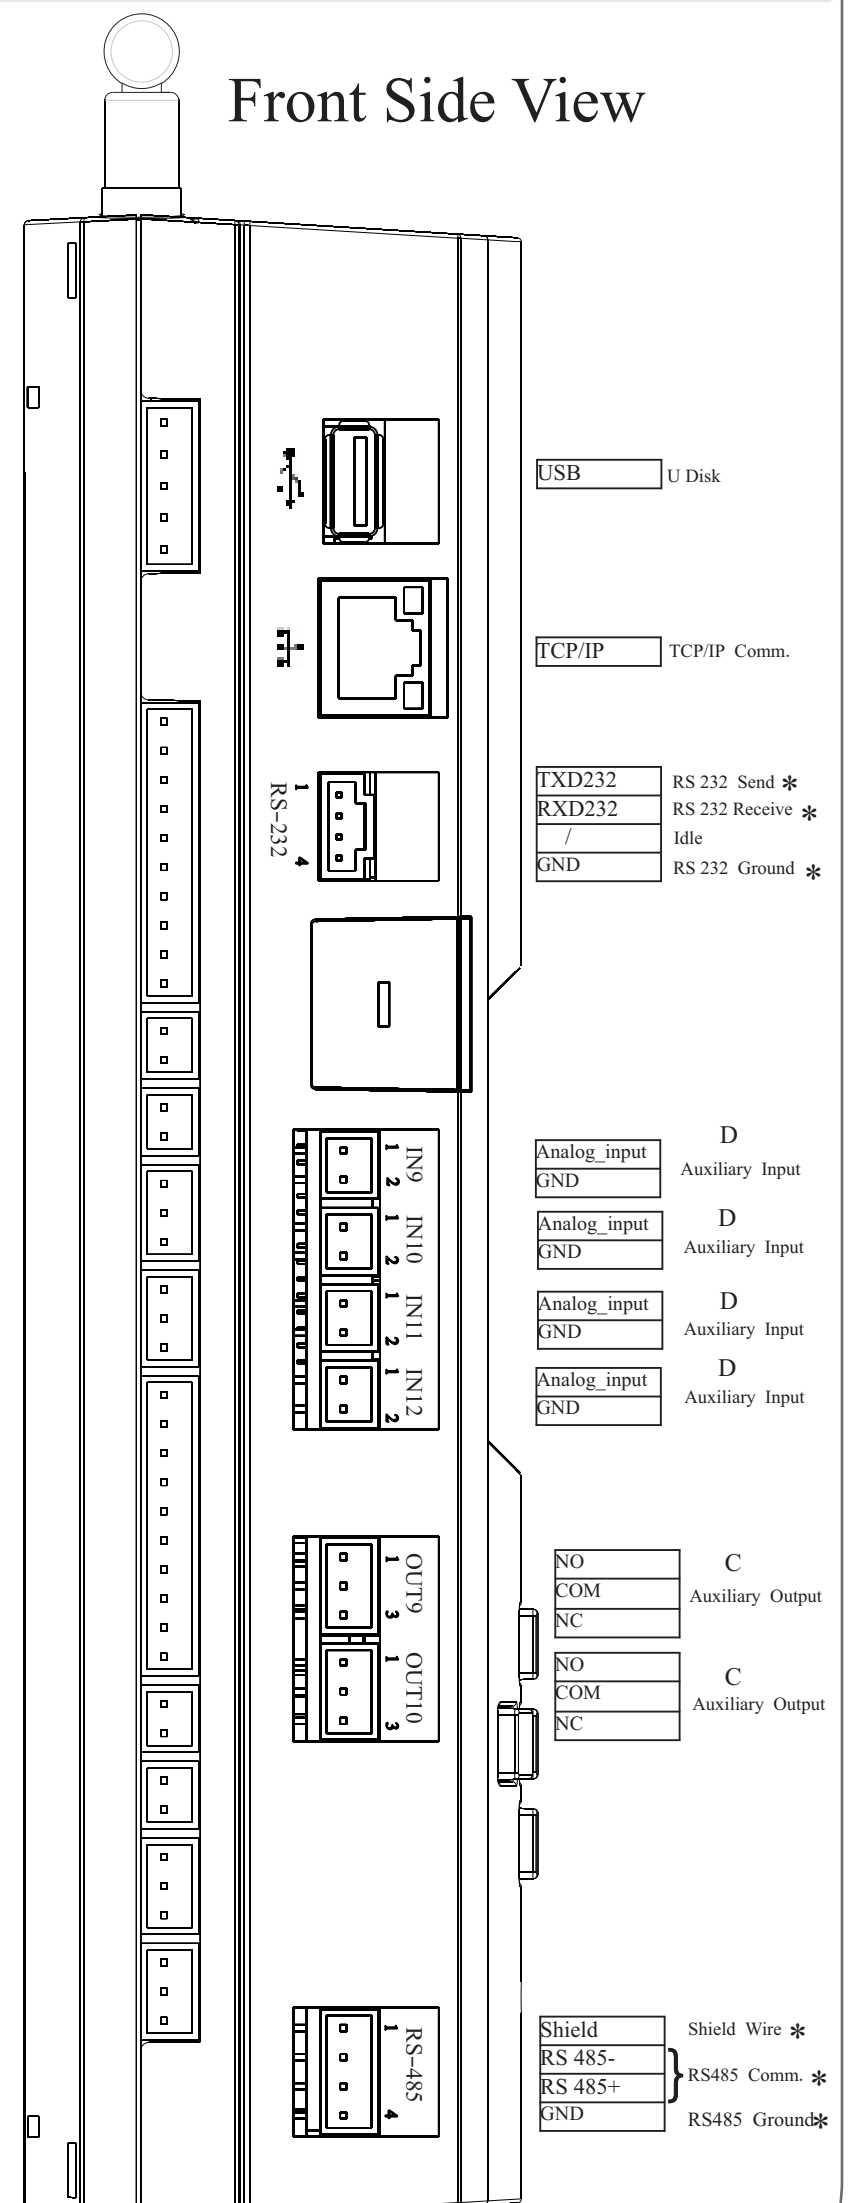 Front Side View
USB U Disk
TCP/IP TCP/IP Comm.
1
RS-232
4
TXD232 RS 232 Send *
RXD232 RS 232 Receive *
/ Idle
GND RS 232 Ground *
1 IN9
2
Analog_input D
GND Auxiliary Input
1 IN10
2
Analog_input D
GND Auxiliary Input
1 IN11
2
Analog_input D
GND Auxiliary Input
1 IN12
2
Analog_input D
GND Auxiliary Input
1 OUT9
3
NO C
COM Auxiliary Output
NC
1 OUT10
3
NO C
COM Auxiliary Output
NC
1 RS-485
4
Shield Shield Wire *
RS 485-
RS 485+ } RS485 Comm. *
GND RS485 Ground*